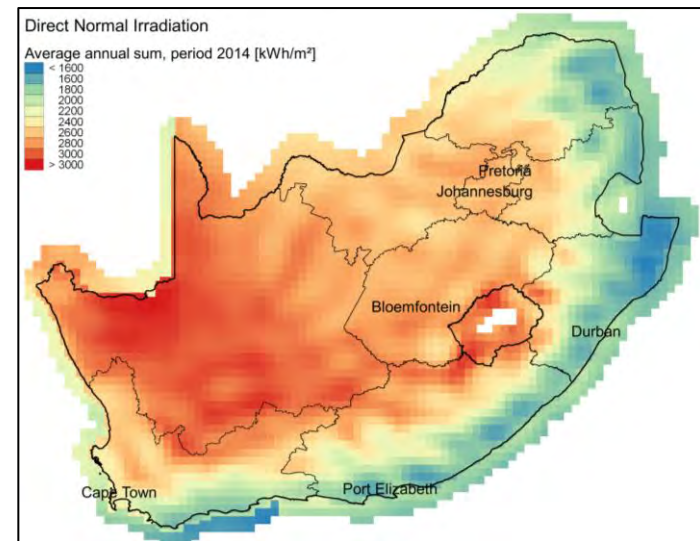 Direct Normal Irradiation
Average annual sum, period 2014 [kWh/m²]
< 1600
1600
1800
2000
2200
2400
2600
2800
3000
> 3000
Pretoria
Johannesburg
Bloemfontein
Durban
Cape Town
Port Elizabeth